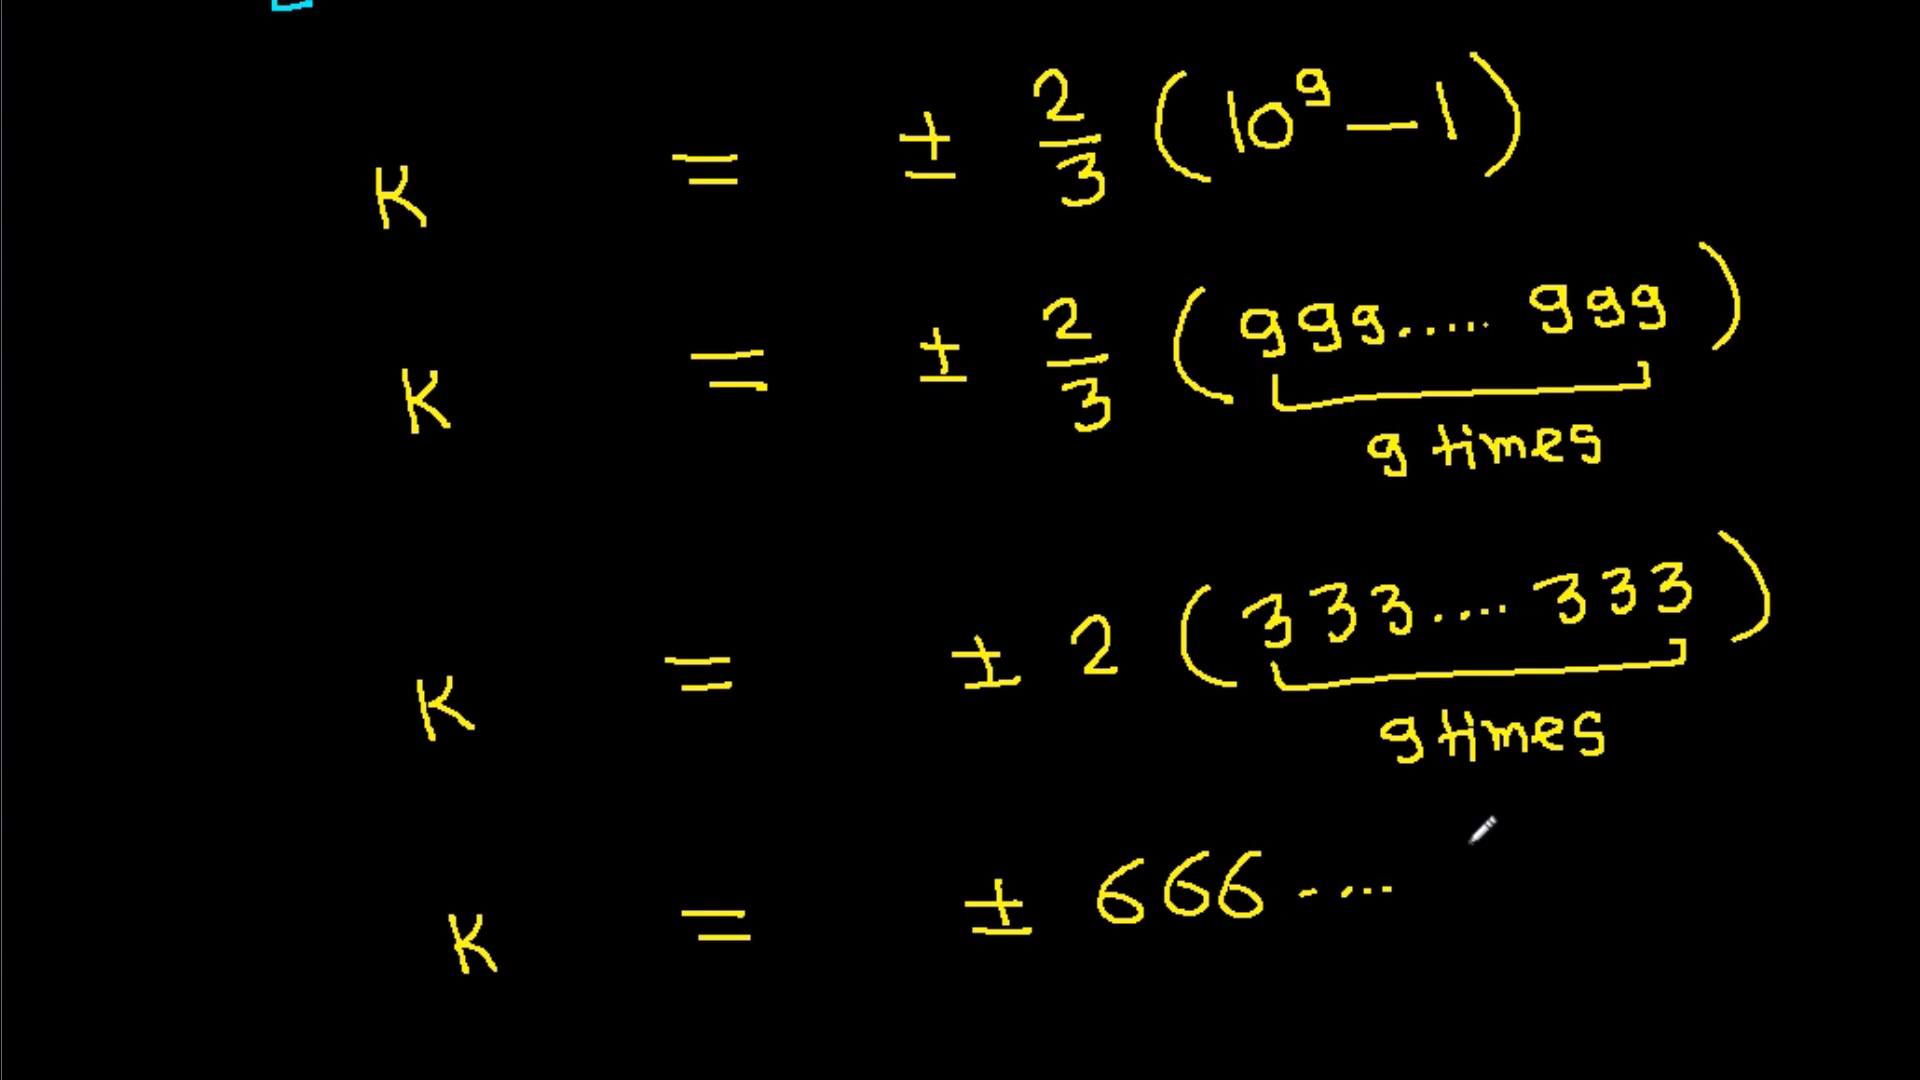 K = ± 2/3 (10⁹ - 1)
K = ± 2/3 (999..... 999)
9 times
K = ± 2 (333.... 333)
9 times
K = ± 666 ....